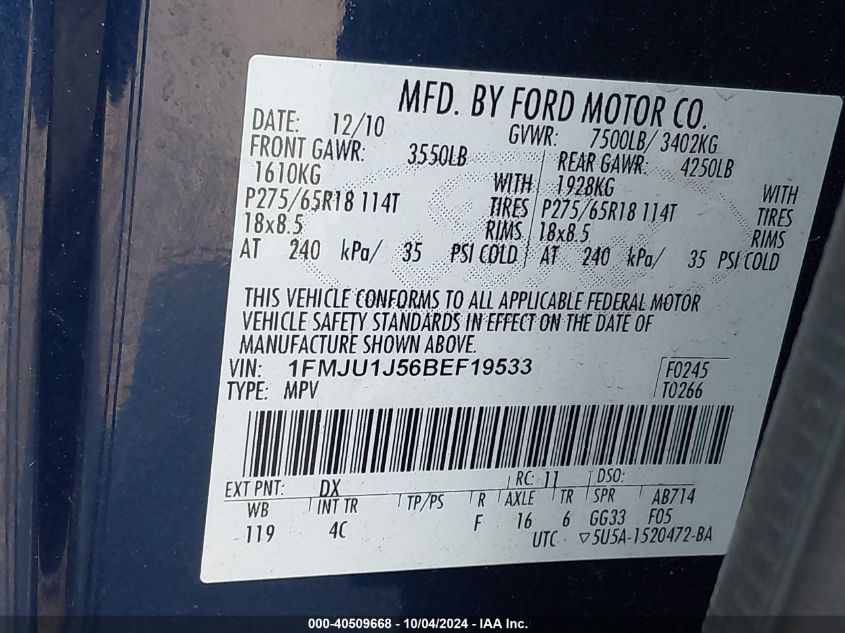 MFD. BY FORD MOTOR CO.
DATE: 12/10 GVWR: 7500LB/ 3402KG
FRONT GAWR: 3550LB REAR GAWR: 4250LB
1610KG WITH 1928KG WITH
P275/65R18 114T TIRES P275/65R18 114T TIRES
18x8.5 RIMS 18x8.5 RIMS
AT 240 kPa/ 35 PSI COLD AT 240 kPa/ 35 PSI COLD
THIS VEHICLE CONFORMS TO ALL APPLICABLE FEDERAL MOTOR
VEHICLE SAFETY STANDARDS IN EFFECT ON THE DATE OF
MANUFACTURE SHOWN ABOVE.
VIN: 1FMJU1J56BEF19533 F0245
TYPE: MPV T0266
EXT PNT: DX RC: 11 DSO:
WB INT TR TP/PS R AXLE TR SPR AB714
119 4C F 16 6 GG33 F05
UTC ▽5U5A-1520472-BA
000-40509668 - 10/04/2024 - IAA Inc.